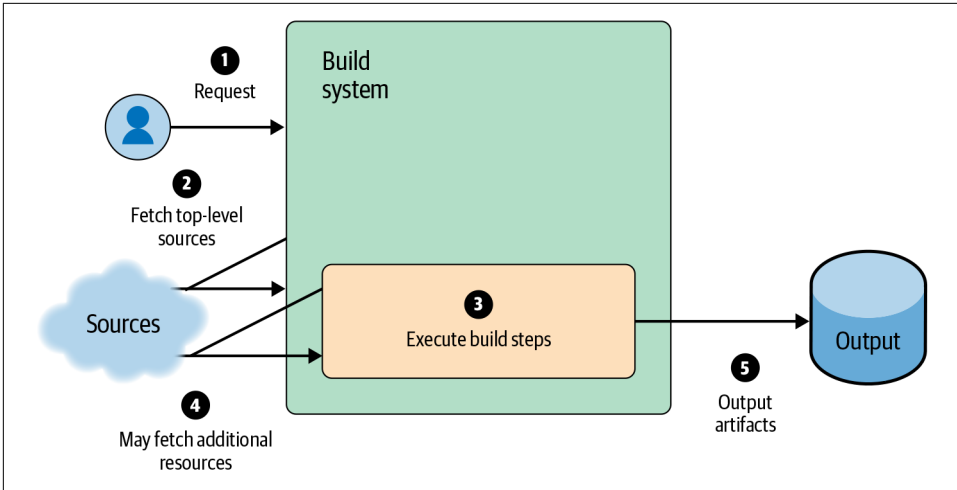 1
Request
Build
system
2
Fetch top-level
sources
Sources
3
Execute build steps
Output
4
May fetch additional
resources
5
Output
artifacts